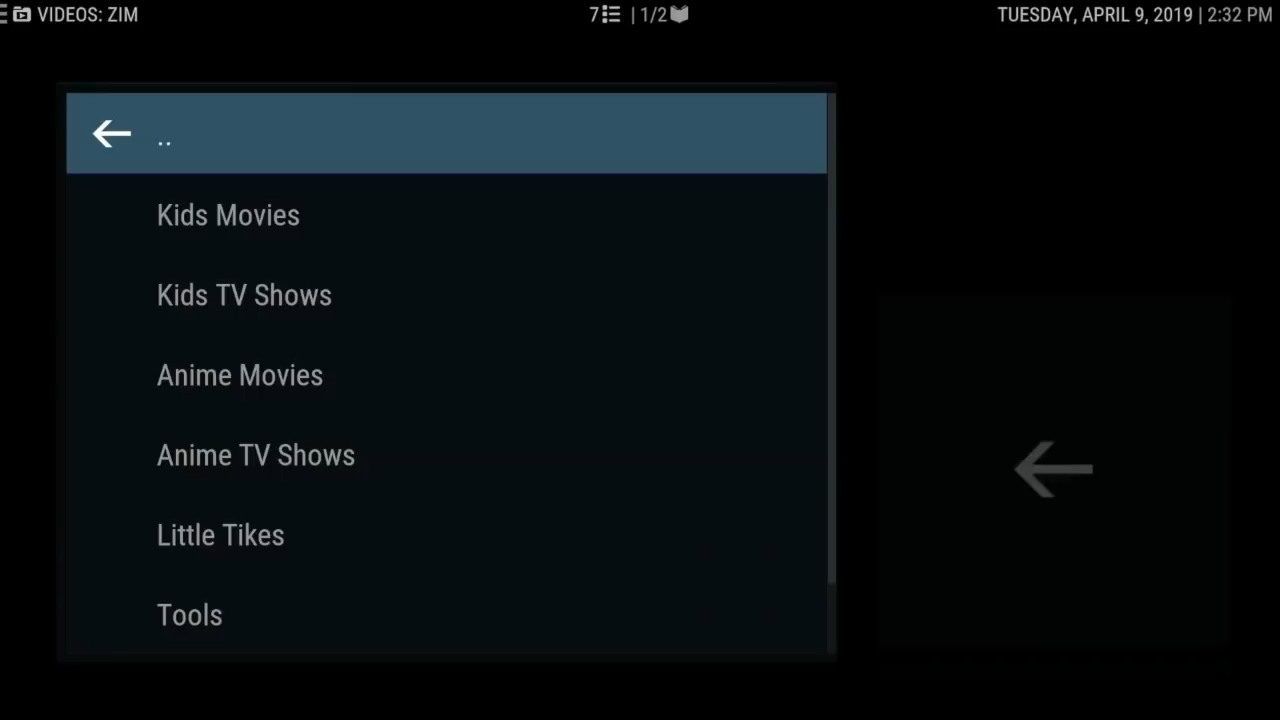 VIDEOS: ZIM
7 | 1/2
TUESDAY, APRIL 9, 2019 | 2:32 PM
..
Kids Movies
Kids TV Shows
Anime Movies
Anime TV Shows
Little Tikes
Tools